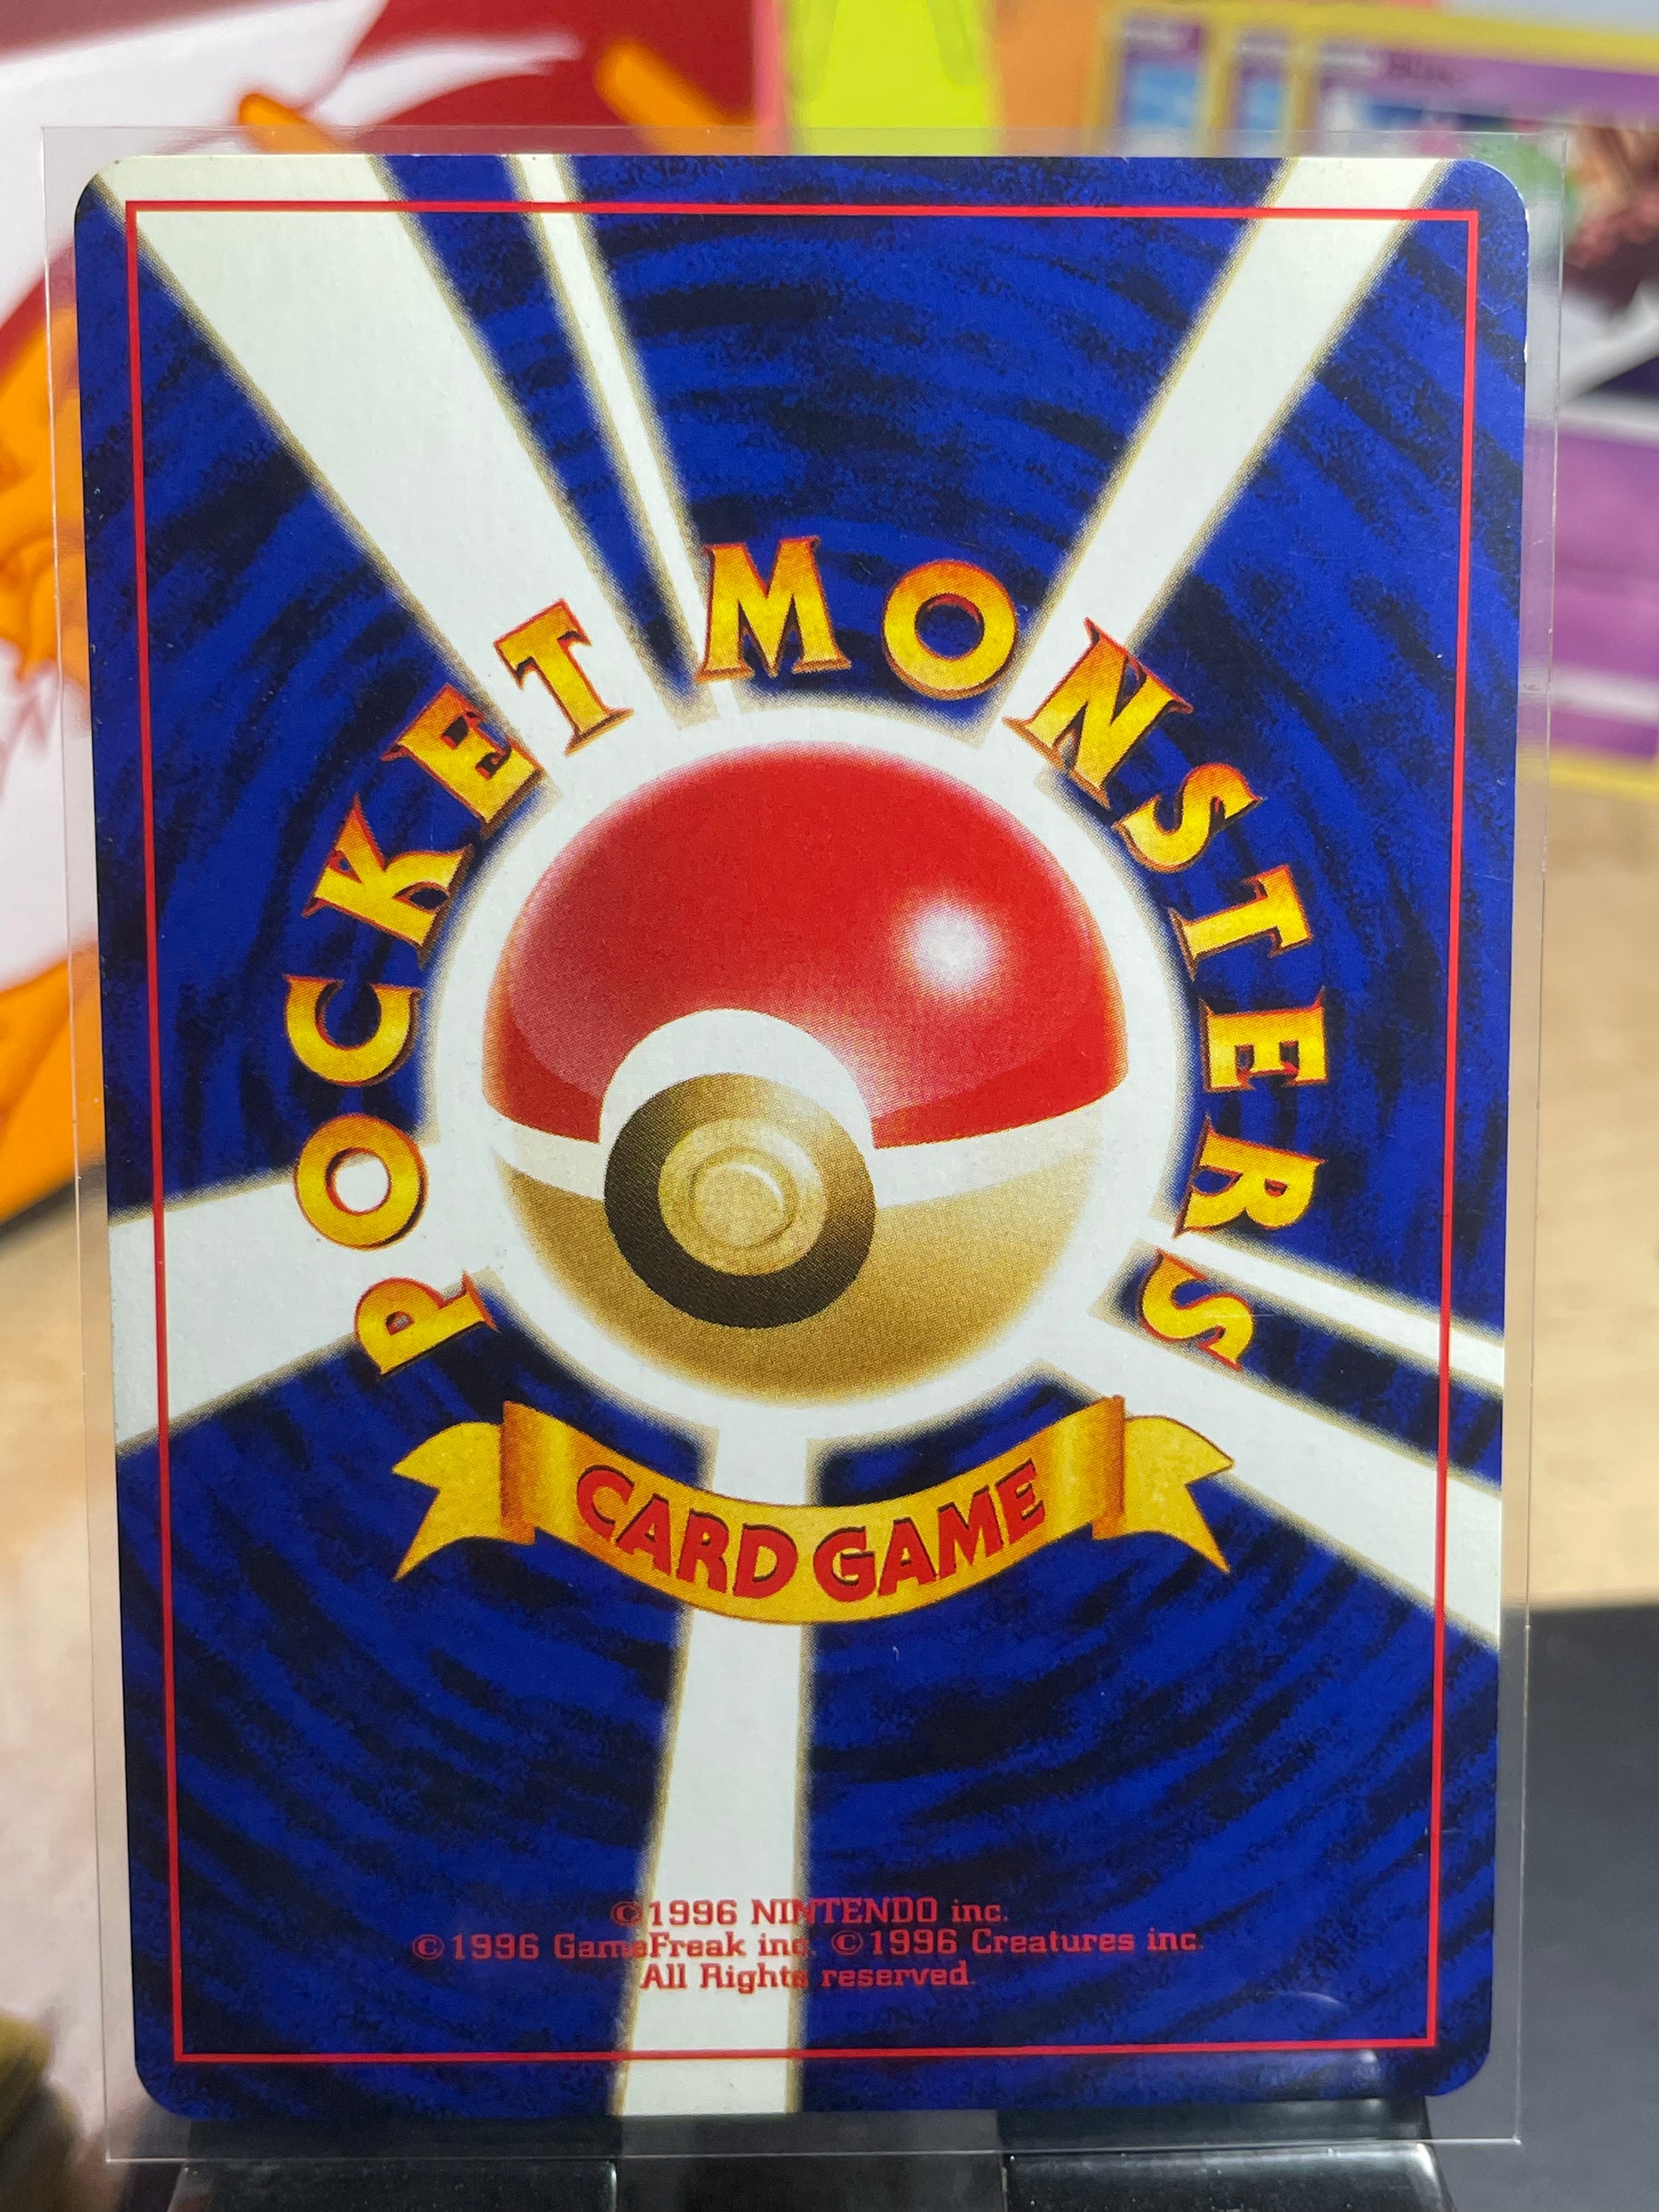 POCKET MONSTERS
CARD GAME
©1996 NINTENDO inc.
©1996 GameFreak inc. ©1996 Creatures inc.
All Rights reserved.